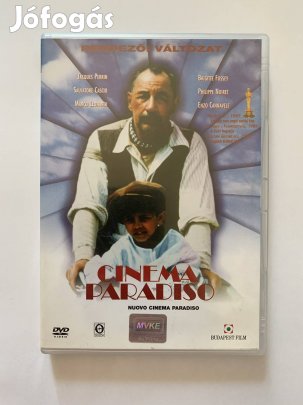 Jófogás
RENDEZŐI VÁLTOZAT
JACQUES PERRIN
BRIGITTE FOSSEY
SALVATORE CASCIO
PHILIPPE NOIRET
MARCO LEONARDI
ENZO CANNAVALE
CINEMA
PARADISO
NUOVO CINEMA PARADISO
DVD
VIDEO
MVKE
BUDAPEST FILM